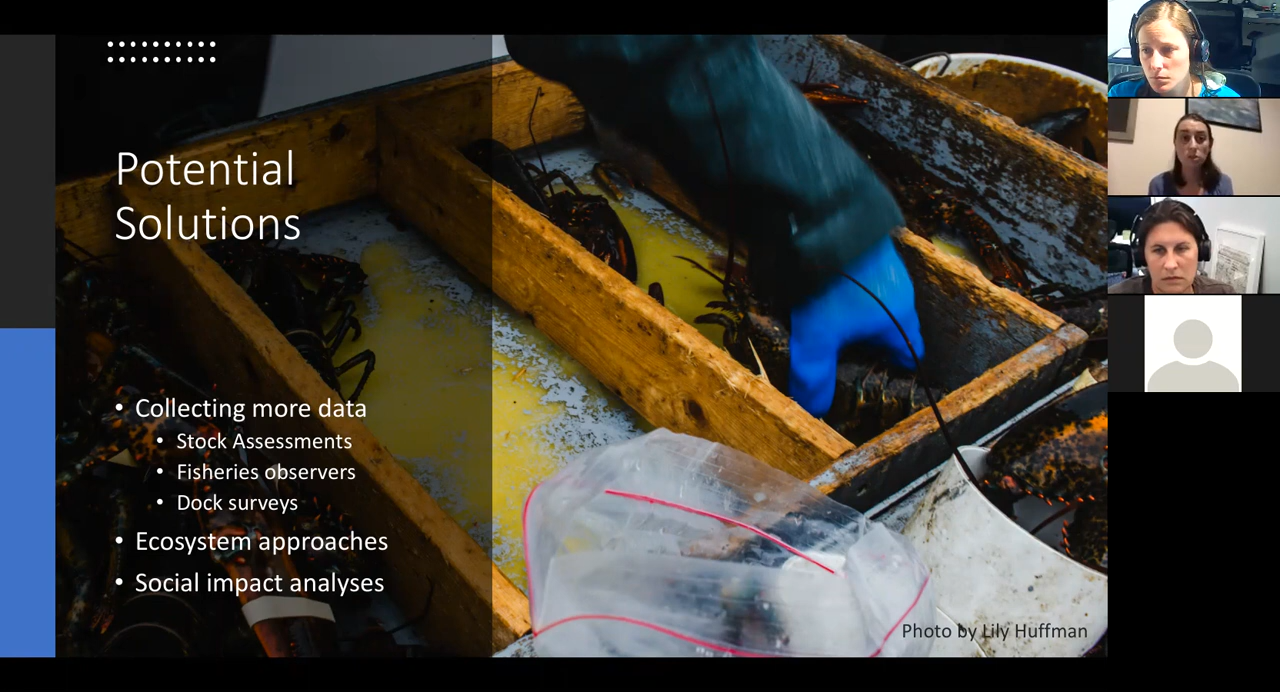 Potential
Solutions
• Collecting more data
• Stock Assessments
• Fisheries observers
• Dock surveys
• Ecosystem approaches
• Social impact analyses
Photo by Lily Huffman